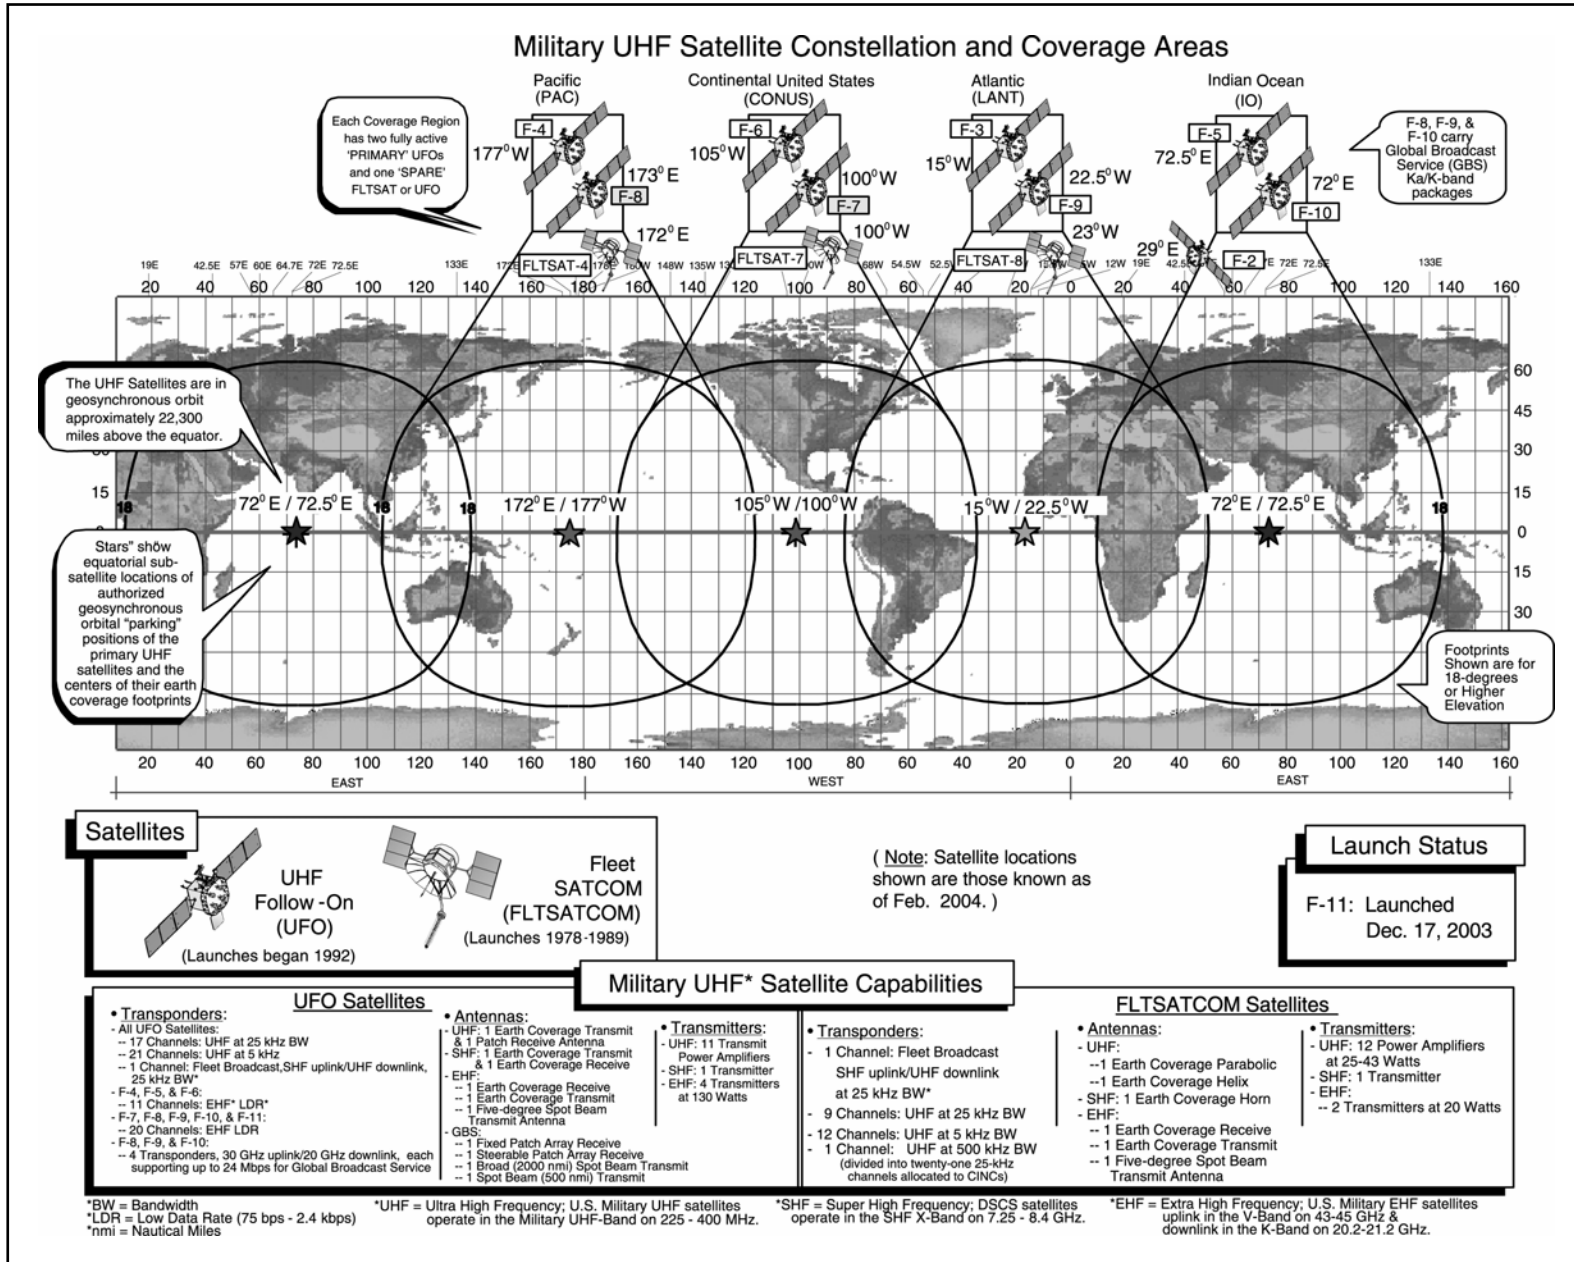 Military UHF Satellite Constellation and Coverage Areas
Pacific
(PAC)
Continental United States
(CONUS)
Atlantic
(LANT)
Indian Ocean
(IO)
Each Coverage Region
has two fully active
'PRIMARY' UFOs
and one 'SPARE'
FLTSAT or UFO
F-4
177⁰W
173⁰E
F-8
172⁰E
FLTSAT-4
F-6
105⁰W
100⁰W
F-7
100⁰W
FLTSAT-7
F-3
15⁰W
22.5⁰W
F-9
23⁰W
FLTSAT-8
F-5
72.5⁰E
72⁰E
F-10
29⁰E
F-2
F-8, F-9, &
F-10 carry
Global Broadcast
Service (GBS)
Ka/K-band
packages
19E 42.5E 57E 60E 64.7E 72E 72.5E 133E 148W 135W 68W 54.5W 52.5W 12W 19E 72E 72.5E 133E
20 40 60 80 100 120 140 160 180 160 140 120 100 80 60 40 20 0 20 40 60 80 100 120 140 160
The UHF Satellites are in
geosynchronous orbit
approximately 22,300
miles above the equator.
60
45
30
15 15
0
15
30
72⁰E / 72.5⁰E
172⁰E / 177⁰W
105⁰W /100⁰W
15⁰W / 22.5⁰W
72⁰E / 72.5⁰E
18 18 18 18
Stars" show
equatorial sub-
satellite locations of
authorized
geosynchronous
orbital "parking"
positions of the
primary UHF
satellites and the
centers of their earth
coverage footprints
Footprints
Shown are for
18-degrees
or Higher
Elevation
20 40 60 80 100 120 140 160 180 160 140 120 100 80 60 40 20 0 20 40 60 80 100 120 140 160
EAST WEST EAST
Satellites
UHF
Follow -On
(UFO)
(Launches began 1992)
Fleet
SATCOM
(FLTSATCOM)
(Launches 1978-1989)
( Note: Satellite locations
shown are those known as
of Feb. 2004. )
Launch Status
F-11: Launched
Dec. 17, 2003
Military UHF* Satellite Capabilities
UFO Satellites
• Transponders:
- All UFO Satellites:
-- 17 Channels: UHF at 25 kHz BW
-- 21 Channels: UHF at 5 kHz
-- 1 Channel: Fleet Broadcast,SHF uplink/UHF downlink,
25 kHz BW*
- F-4, F-5, & F-6:
-- 11 Channels: EHF* LDR*
- F-7, F-8, F-9, F-10, & F-11:
-- 20 Channels: EHF LDR
- F-8, F-9, & F-10:
-- 4 Transponders, 30 GHz uplink/20 GHz downlink, each
supporting up to 24 Mbps for Global Broadcast Service
• Antennas:
- UHF: 1 Earth Coverage Transmit
& 1 Patch Receive Antenna
- SHF: 1 Earth Coverage Transmit
& 1 Earth Coverage Receive
- EHF:
-- 1 Earth Coverage Receive
-- 1 Earth Coverage Transmit
-- 1 Five-degree Spot Beam
Transmit Antenna
- GBS:
-- 1 Fixed Patch Array Receive
-- 1 Steerable Patch Array Receive
-- 1 Broad (2000 nmi) Spot Beam Transmit
-- 1 Spot Beam (500 nmi) Transmit
• Transmitters:
- UHF: 11 Transmit
Power Amplifiers
- SHF: 1 Transmitter
- EHF: 4 Transmitters
at 130 Watts
FLTSATCOM Satellites
• Transponders:
- 1 Channel: Fleet Broadcast
SHF uplink/UHF downlink
at 25 kHz BW*
- 9 Channels: UHF at 25 kHz BW
- 12 Channels: UHF at 5 kHz BW
- 1 Channel: UHF at 500 kHz BW
(divided into twenty-one 25-kHz
channels allocated to CINCs)
• Antennas:
- UHF:
--1 Earth Coverage Parabolic
--1 Earth Coverage Helix
- SHF: 1 Earth Coverage Horn
- EHF:
-- 1 Earth Coverage Receive
-- 1 Earth Coverage Transmit
-- 1 Five-degree Spot Beam
Transmit Antenna
• Transmitters:
- UHF: 12 Power Amplifiers
at 25-43 Watts
- SHF: 1 Transmitter
- EHF:
-- 2 Transmitters at 20 Watts
*BW = Bandwidth
*LDR = Low Data Rate (75 bps - 2.4 kbps)
*nmi = Nautical Miles
*UHF = Ultra High Frequency; U.S. Military UHF satellites
operate in the Military UHF-Band on 225 - 400 MHz.
*SHF = Super High Frequency; DSCS satellites
operate in the SHF X-Band on 7.25 - 8.4 GHz.
*EHF = Extra High Frequency; U.S. Military EHF satellites
uplink in the V-Band on 43-45 GHz &
downlink in the K-Band on 20.2-21.2 GHz.